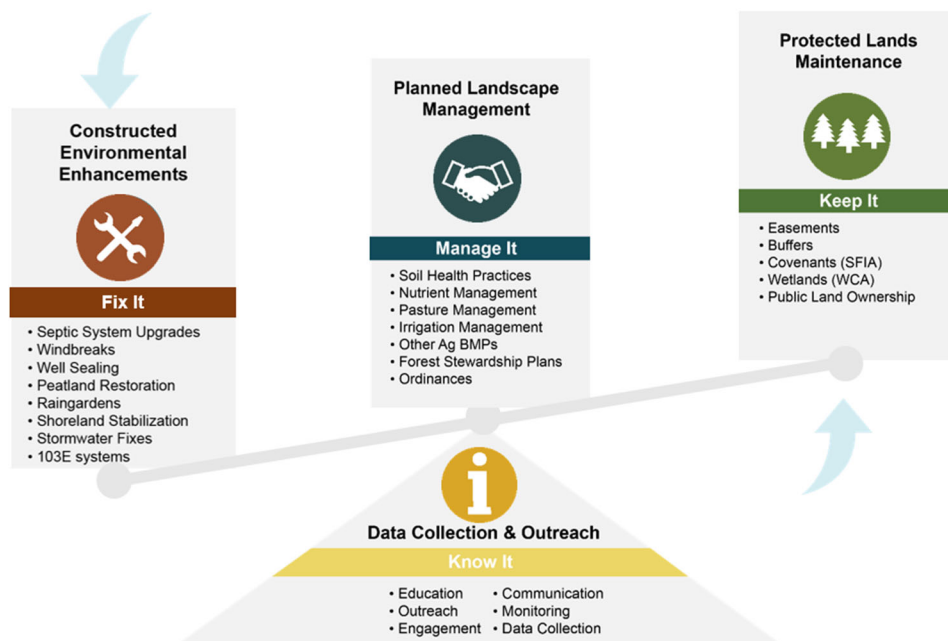 Constructed
Environmental
Enhancements
Fix It
• Septic System Upgrades
• Windbreaks
• Well Sealing
• Peatland Restoration
• Raingardens
• Shoreland Stabilization
• Stormwater Fixes
• 103E systems
Planned Landscape
Management
Manage It
• Soil Health Practices
• Nutrient Management
• Pasture Management
• Irrigation Management
• Other Ag BMPs
• Forest Stewardship Plans
• Ordinances
Protected Lands
Maintenance
Keep It
• Easements
• Buffers
• Covenants (SFIA)
• Wetlands (WCA)
• Public Land Ownership
Data Collection & Outreach
Know It
• Education
• Outreach
• Engagement
• Communication
• Monitoring
• Data Collection